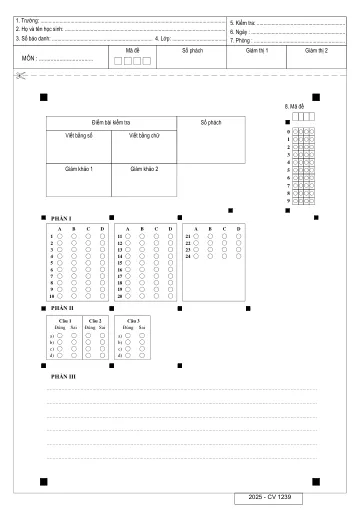 1. Trường: ........................................................
2. Họ và tên học sinh: ........................................................
3. Số báo danh: ................................ 4. Lớp: ........................
5. Kiểm tra: ........................................
6. Ngày : ........................................
7. Phòng : ........................................
MÔN : ................................
Mã đề
Số phách
Giám thị 1
Giám thị 2
8. Mã đề
Điểm bài kiểm tra
Số phách
Viết bằng số
Viết bằng chữ
Giám khảo 1
Giám khảo 2
0
1
2
3
4
5
6
7
8
9
PHẦN I
A B C D
1
2
3
4
5
6
7
8
9
10
A B C D
11
12
13
14
15
16
17
18
19
20
A B C D
21
22
23
24
PHẦN II
Câu 1
Đúng Sai
Câu 2
Đúng Sai
a)
b)
c)
d)
Câu 3
Đúng Sai
a)
b)
c)
d)
PHẦN III
2025 - CV 1239